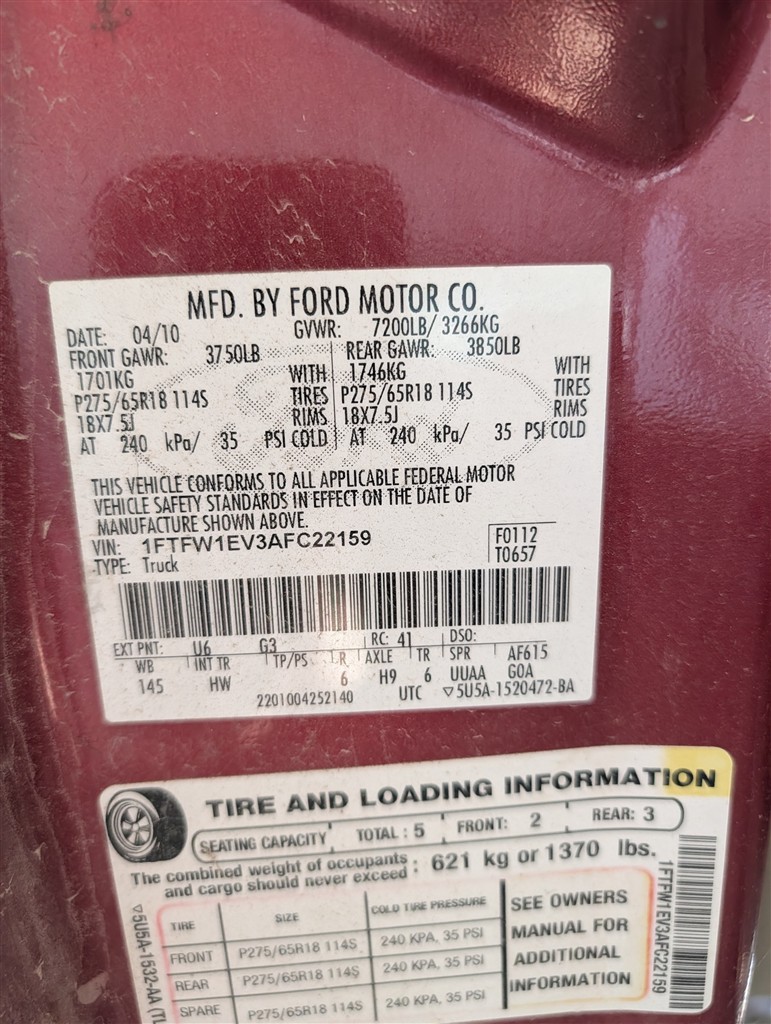 MFD. BY FORD MOTOR CO.
DATE: 04/10 GVWR: 7200LB/ 3266KG
FRONT GAWR: 3750LB REAR GAWR: 3850LB
1701KG WITH 1746KG WITH
P275/65R18 114S TIRES P275/65R18 114S TIRES
18X7.5J RIMS 18X7.5J RIMS
AT 240 kPa/ 35 PSI COLD AT 240 kPa/ 35 PSI COLD
THIS VEHICLE CONFORMS TO ALL APPLICABLE FEDERAL MOTOR
VEHICLE SAFETY STANDARDS IN EFFECT ON THE DATE OF
MANUFACTURE SHOWN ABOVE.
VIN: 1FTFW1EV3AFC22159 F0112
TYPE: Truck T0657
EXT PNT: U6 G3 RC: 41 DSO:
WB INT TR TP/PS R AXLE TR SPR AF615
145 HW 6 H9 6 UUAA GOA
2201004252140 UTC ▽5U5A-1520472-BA
TIRE AND LOADING INFORMATION
SEATING CAPACITY TOTAL : 5 FRONT: 2 REAR: 3
The combined weight of occupants and cargo should never exceed : 621 kg or 1370 lbs.
TIRE SIZE COLD TIRE PRESSURE
FRONT P275/65R18 114S 240 KPA, 35 PSI
REAR P275/65R18 114S 240 KPA, 35 PSI
SPARE P275/65R18 114S 240 KPA, 35 PSI
SEE OWNERS
MANUAL FOR
ADDITIONAL
INFORMATION
▽5U5A-1532-AA (TL
1FTFW1EV3AFC22159